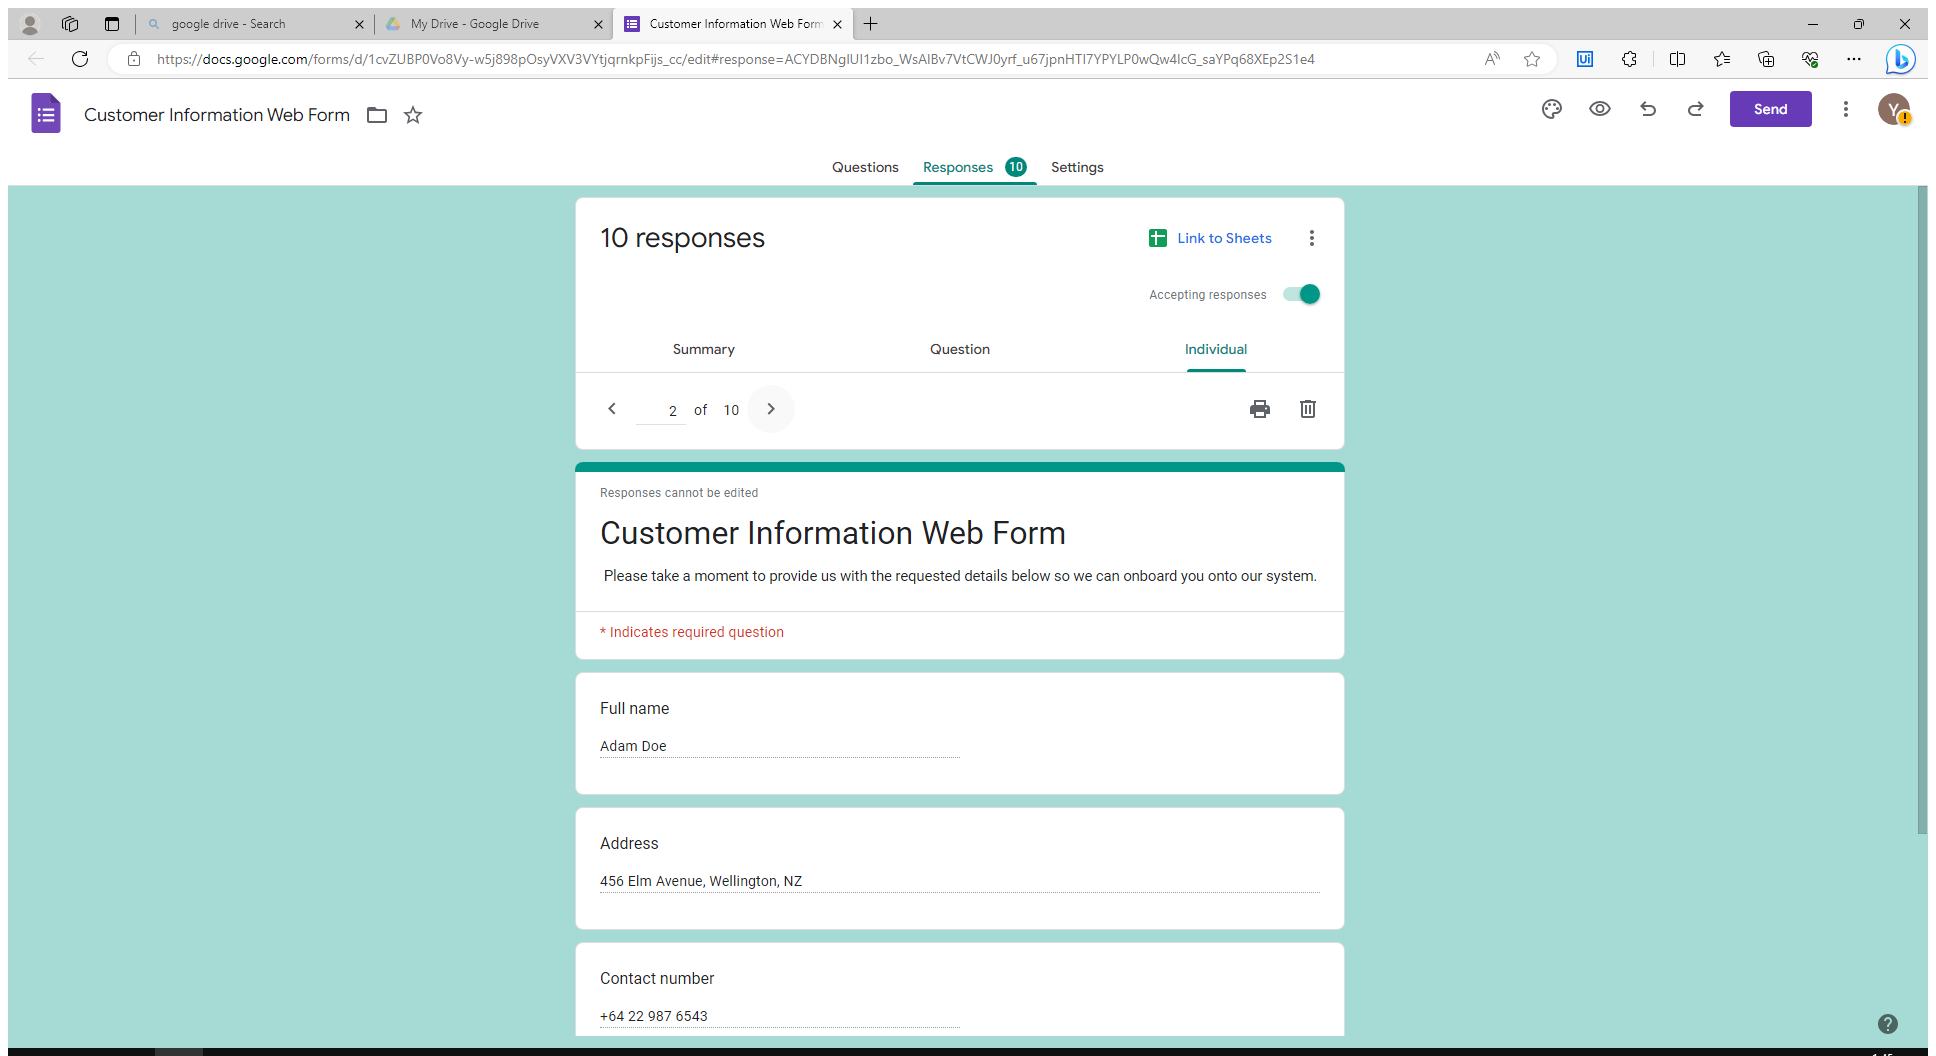 google drive - Search
My Drive - Google Drive
Customer Information Web Form
https://docs.google.com/forms/d/1cvZUBP0Vo8Vy-w5j898pOsyVXV3VYtjqrnkpFijs_cc/edit#response=ACYDBNgIUI1zbo_WsAIBv7VtCWJ0yrf_u67jpnHTI7YPYLP0wQw4IcG_saYPq68XEp2S1e4
Customer Information Web Form
Send
Y
Questions
Responses 10
Settings
10 responses
Link to Sheets
Accepting responses
Summary
Question
Individual
2 of 10
Responses cannot be edited
Customer Information Web Form
Please take a moment to provide us with the requested details below so we can onboard you onto our system.
* Indicates required question
Full name
Adam Doe
Address
456 Elm Avenue, Wellington, NZ
Contact number
+64 22 987 6543